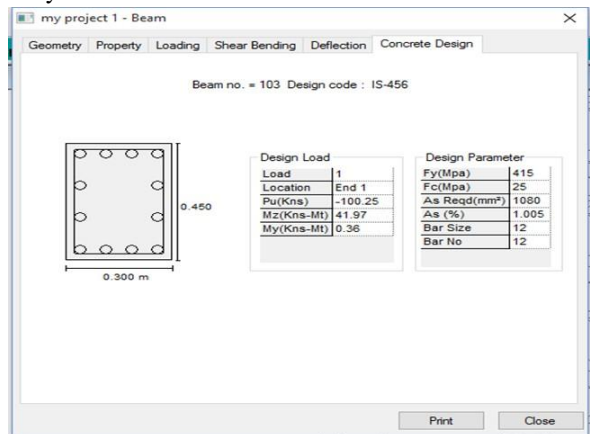 my project 1 - Beam
Geometry Property Loading Shear Bending Deflection Concrete Design
Beam no. = 103 Design code : IS-456
0.450
0.300 m
Design Load
Load 1
Location End 1
Pu(Kns) -100.25
Mz(Kns-Mt) 41.97
My(Kns-Mt) 0.36
Design Parameter
Fy(Mpa) 415
Fc(Mpa) 25
As Reqd(mm²) 1080
As (%) 1.005
Bar Size 12
Bar No 12
Print Close